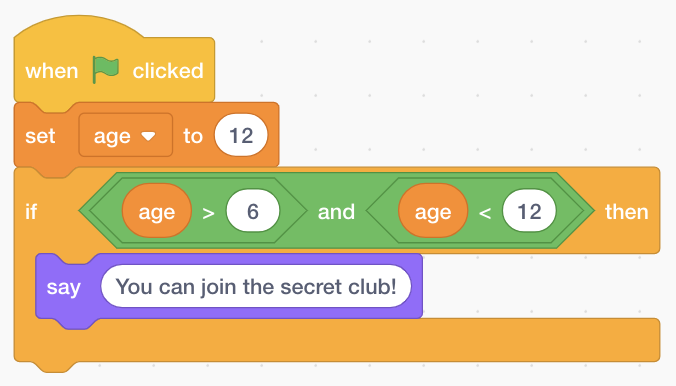 when clicked
set age to 12
if age > 6 and age < 12 then
say You can join the secret club!